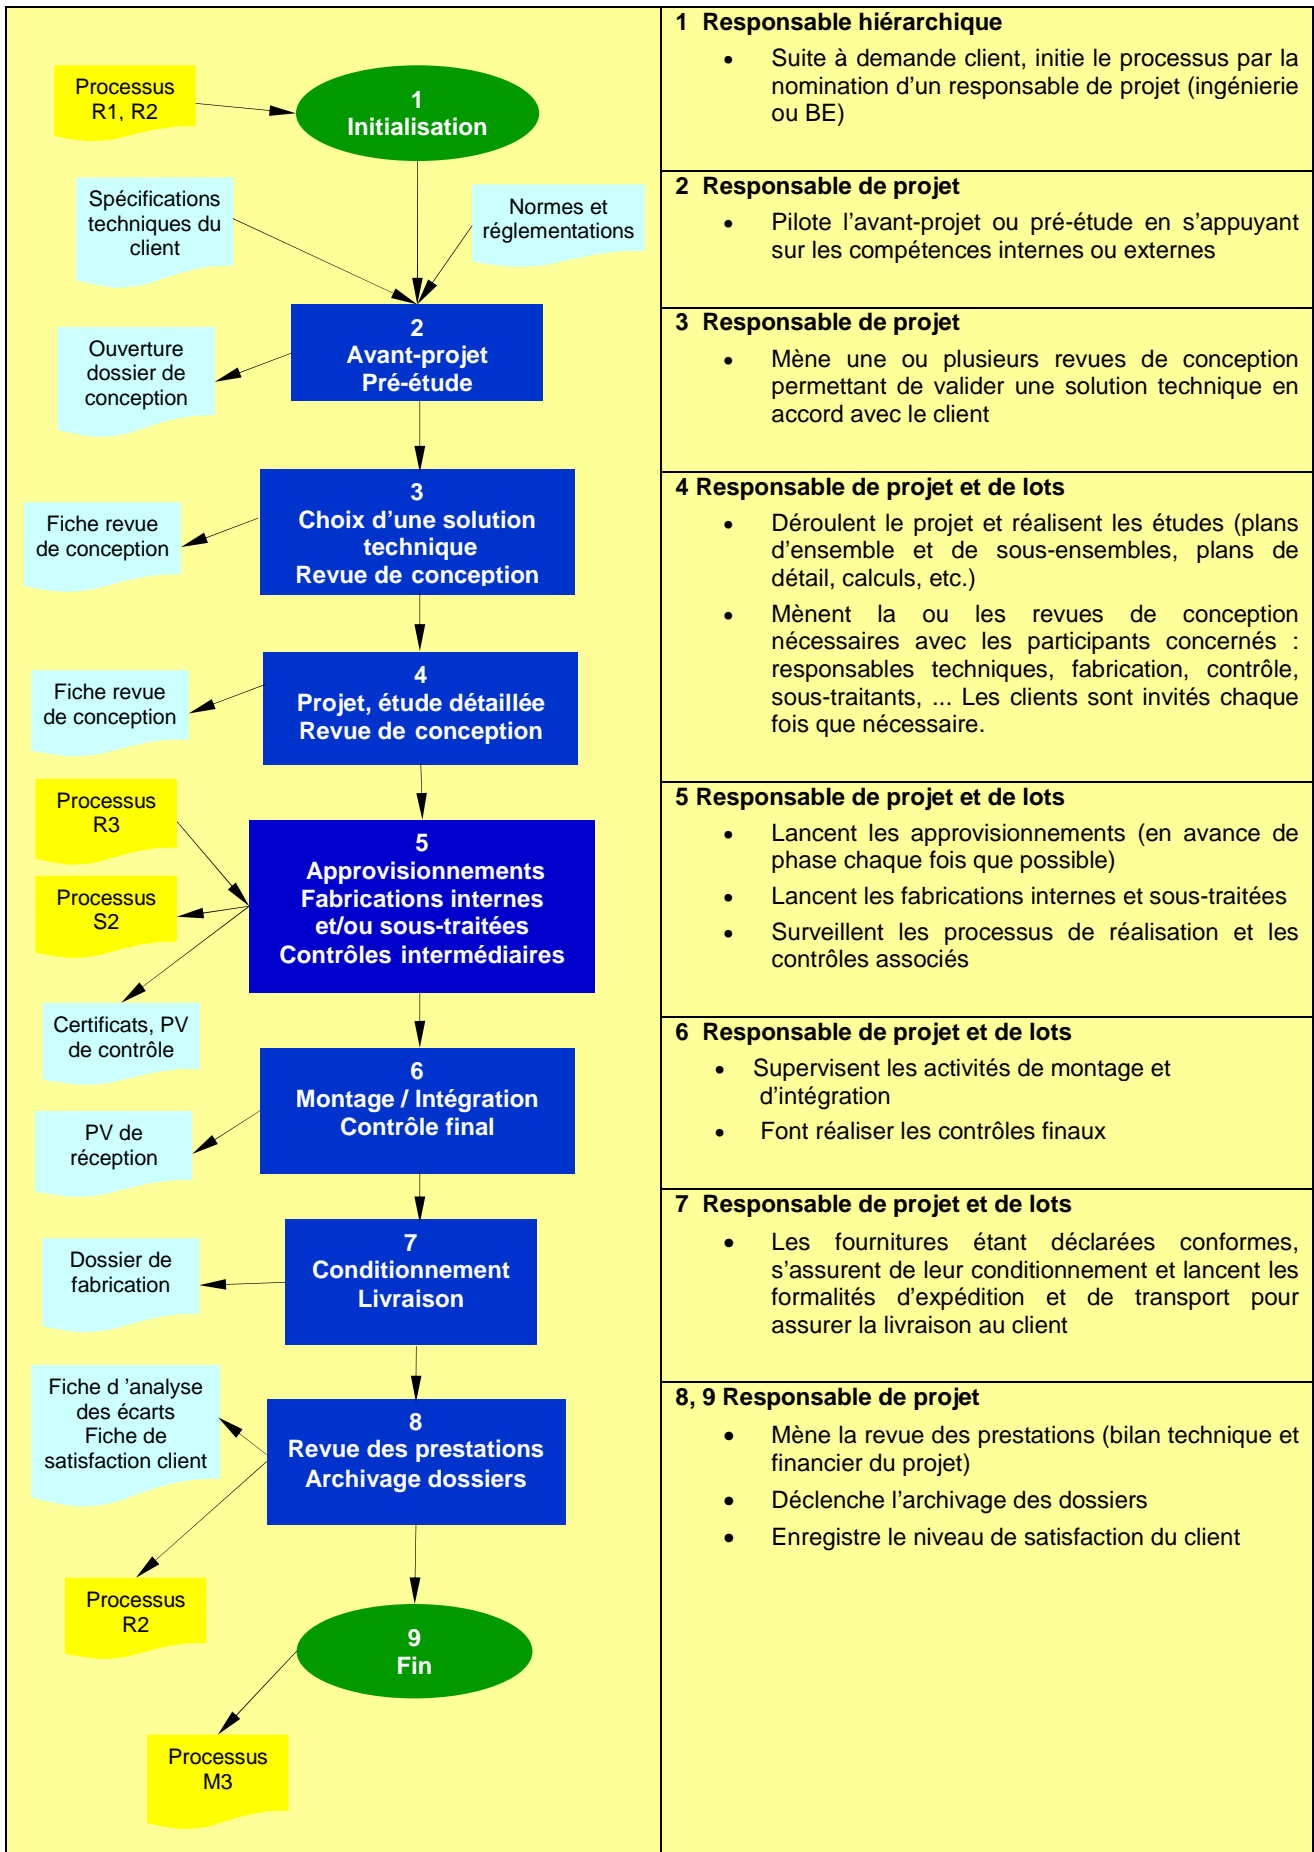 Processus
R1, R2
1
Initialisation
Spécifications
techniques du
client
Normes et
réglementations
2
Avant-projet
Pré-étude
Ouverture
dossier de
conception
3
Choix d’une solution
technique
Revue de conception
Fiche revue
de conception
4
Projet, étude détaillée
Revue de conception
Fiche revue
de conception
Processus
R3
5
Approvisionnements
Fabrications internes
et/ou sous-traitées
Contrôles intermédiaires
Processus
S2
Certificats, PV
de contrôle
6
Montage / Intégration
Contrôle final
PV de
réception
7
Conditionnement
Livraison
Dossier de
fabrication
Fiche d ’analyse
des écarts
Fiche de
satisfaction client
8
Revue des prestations
Archivage dossiers
Processus
R2
9
Fin
Processus
M3
1 Responsable hiérarchique
• Suite à demande client, initie le processus par la
nomination d’un responsable de projet (ingénierie
ou BE)
2 Responsable de projet
• Pilote l’avant-projet ou pré-étude en s’appuyant
sur les compétences internes ou externes
3 Responsable de projet
• Mène une ou plusieurs revues de conception
permettant de valider une solution technique en
accord avec le client
4 Responsable de projet et de lots
• Déroulent le projet et réalisent les études (plans
d’ensemble et de sous-ensembles, plans de
détail, calculs, etc.)
• Mènent la ou les revues de conception
nécessaires avec les participants concernés :
responsables techniques, fabrication, contrôle,
sous-traitants, ... Les clients sont invités chaque
fois que nécessaire.
5 Responsable de projet et de lots
• Lancent les approvisionnements (en avance de
phase chaque fois que possible)
• Lancent les fabrications internes et sous-traitées
• Surveillent les processus de réalisation et les
contrôles associés
6 Responsable de projet et de lots
• Supervisent les activités de montage et
d’intégration
• Font réaliser les contrôles finaux
7 Responsable de projet et de lots
• Les fournitures étant déclarées conformes,
s’assurent de leur conditionnement et lancent les
formalités d’expédition et de transport pour
assurer la livraison au client
8, 9 Responsable de projet
• Mène la revue des prestations (bilan technique et
financier du projet)
• Déclenche l’archivage des dossiers
• Enregistre le niveau de satisfaction du client